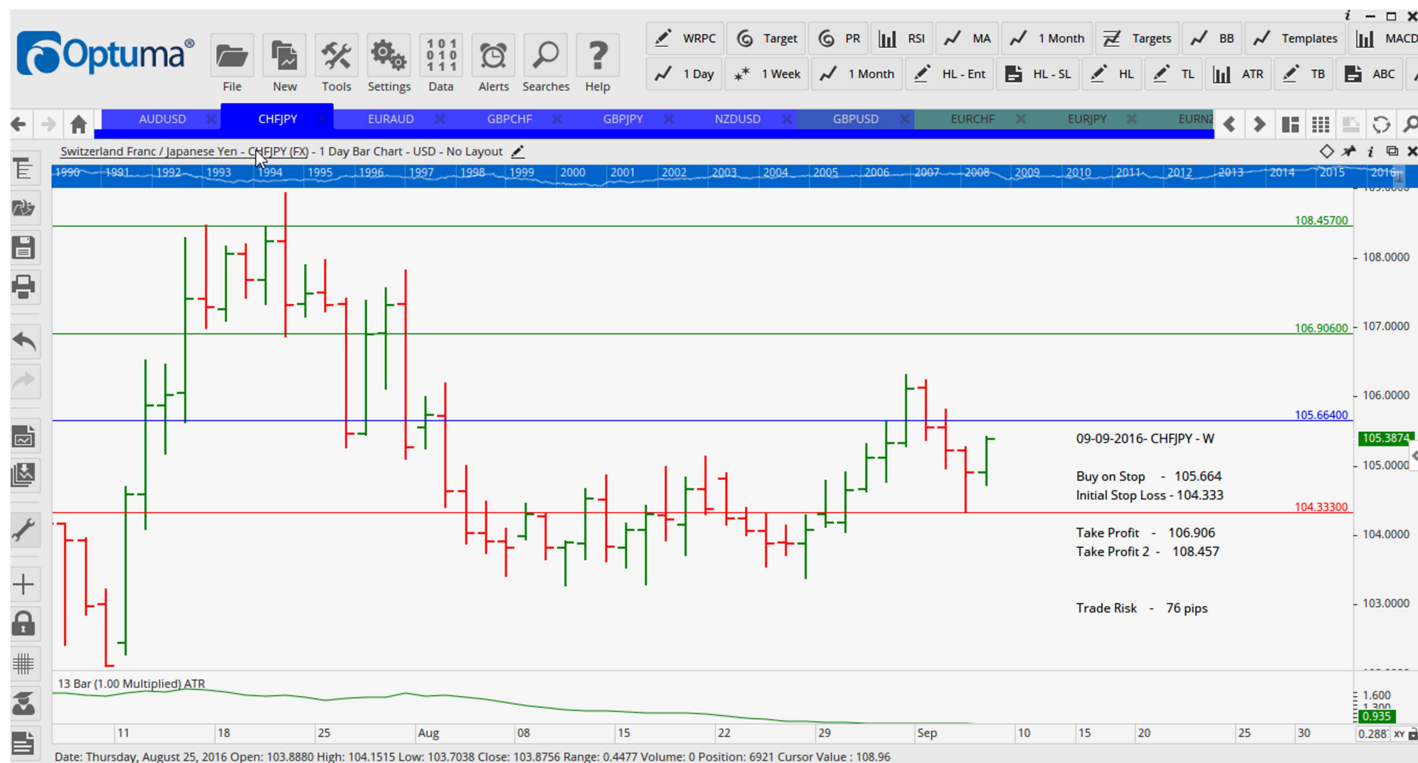 Optuma®
File New Tools Settings Data Alerts Searches Help
WRPC Target PR RSI MA 1 Month Targets BB Templates MACD
1 Day 1 Week 1 Month HL - Ent HL - SL HL TL ATR TB ABC
AUDUSD CHFJPY EURAUD GBPCHF GBPJPY NZDUSD GBPUSD EURCHF EURJPY EURNZ
Switzerland Franc / Japanese Yen - CHFJPY (FX) - 1 Day Bar Chart - USD - No Layout
1990 1991 1992 1993 1994 1995 1996 1997 1998 1999 2000 2001 2002 2003 2004 2005 2006 2007 2008 2009 2010 2011 2012 2013 2014 2015 2016
108.45700
108.0000
107.0000
106.90600
106.0000
105.66400
09-09-2016- CHFJPY - W
105.3874
105.0000
Buy on Stop - 105.664
Initial Stop Loss - 104.333
104.33300
Take Profit - 106.906
104.0000
Take Profit 2 - 108.457
Trade Risk - 76 pips
103.0000
13 Bar (1.00 Multiplied) ATR
1.600
1.300
0.935
11 18 25 Aug 08 15 22 29 Sep 10 15 20 25 30
0.288 XY
Date: Thursday, August 25, 2016 Open: 103.8880 High: 104.1515 Low: 103.7038 Close: 103.8756 Range: 0.4477 Volume: 0 Position: 6921 Cursor Value : 108.96